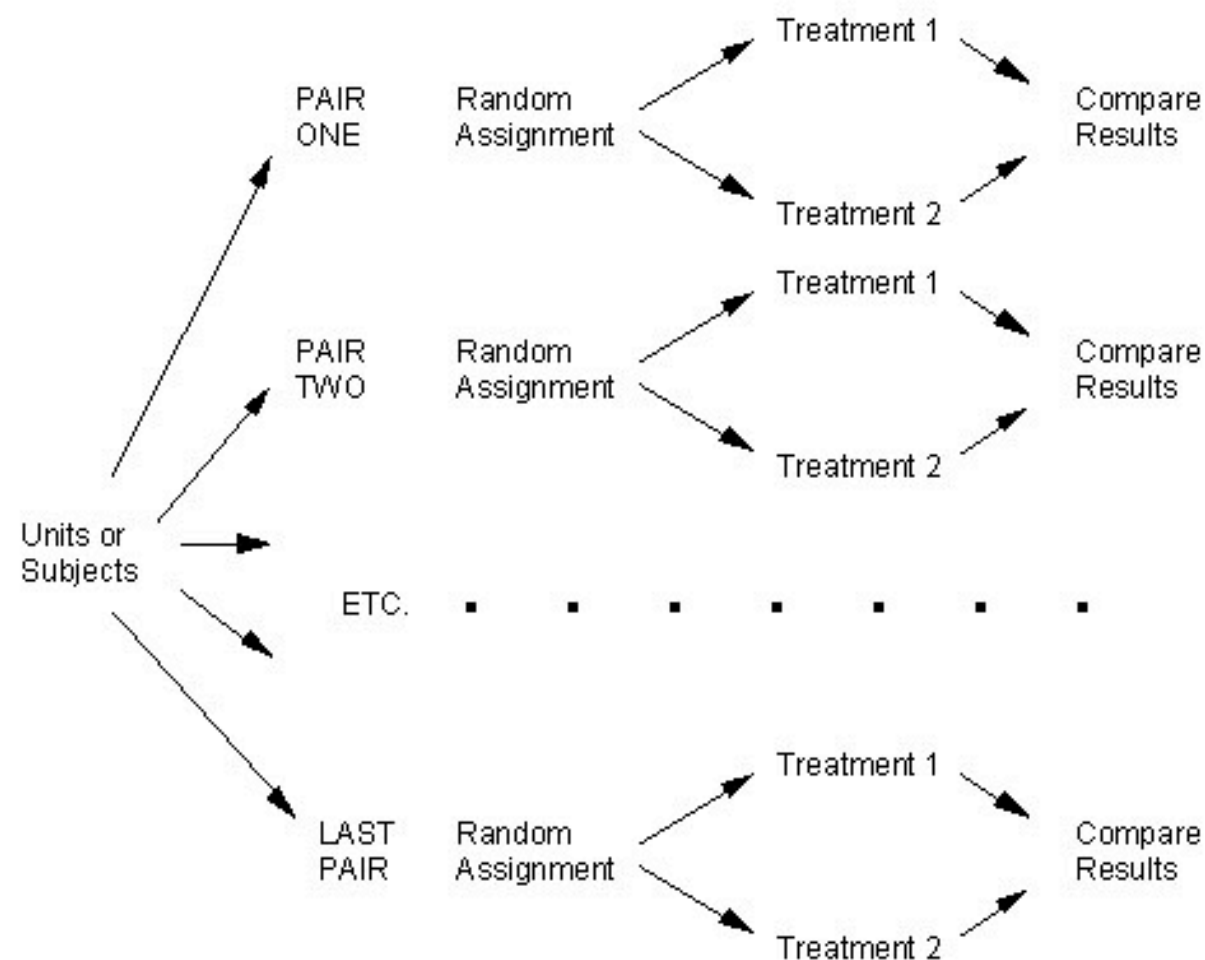 Treatment 1
PAIR
ONE
Random
Assignment
Compare
Results
Treatment 2
Treatment 1
PAIR
TWO
Random
Assignment
Compare
Results
Treatment 2
Units or
Subjects
ETC.
Treatment 1
LAST
PAIR
Random
Assignment
Compare
Results
Treatment 2